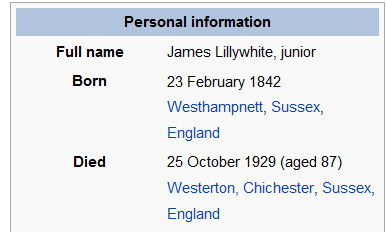 Personal information
Full name James Lillywhite, junior
Born 23 February 1842
Westhampnett, Sussex,
England
Died 25 October 1929 (aged 87)
Westerton, Chichester, Sussex,
England